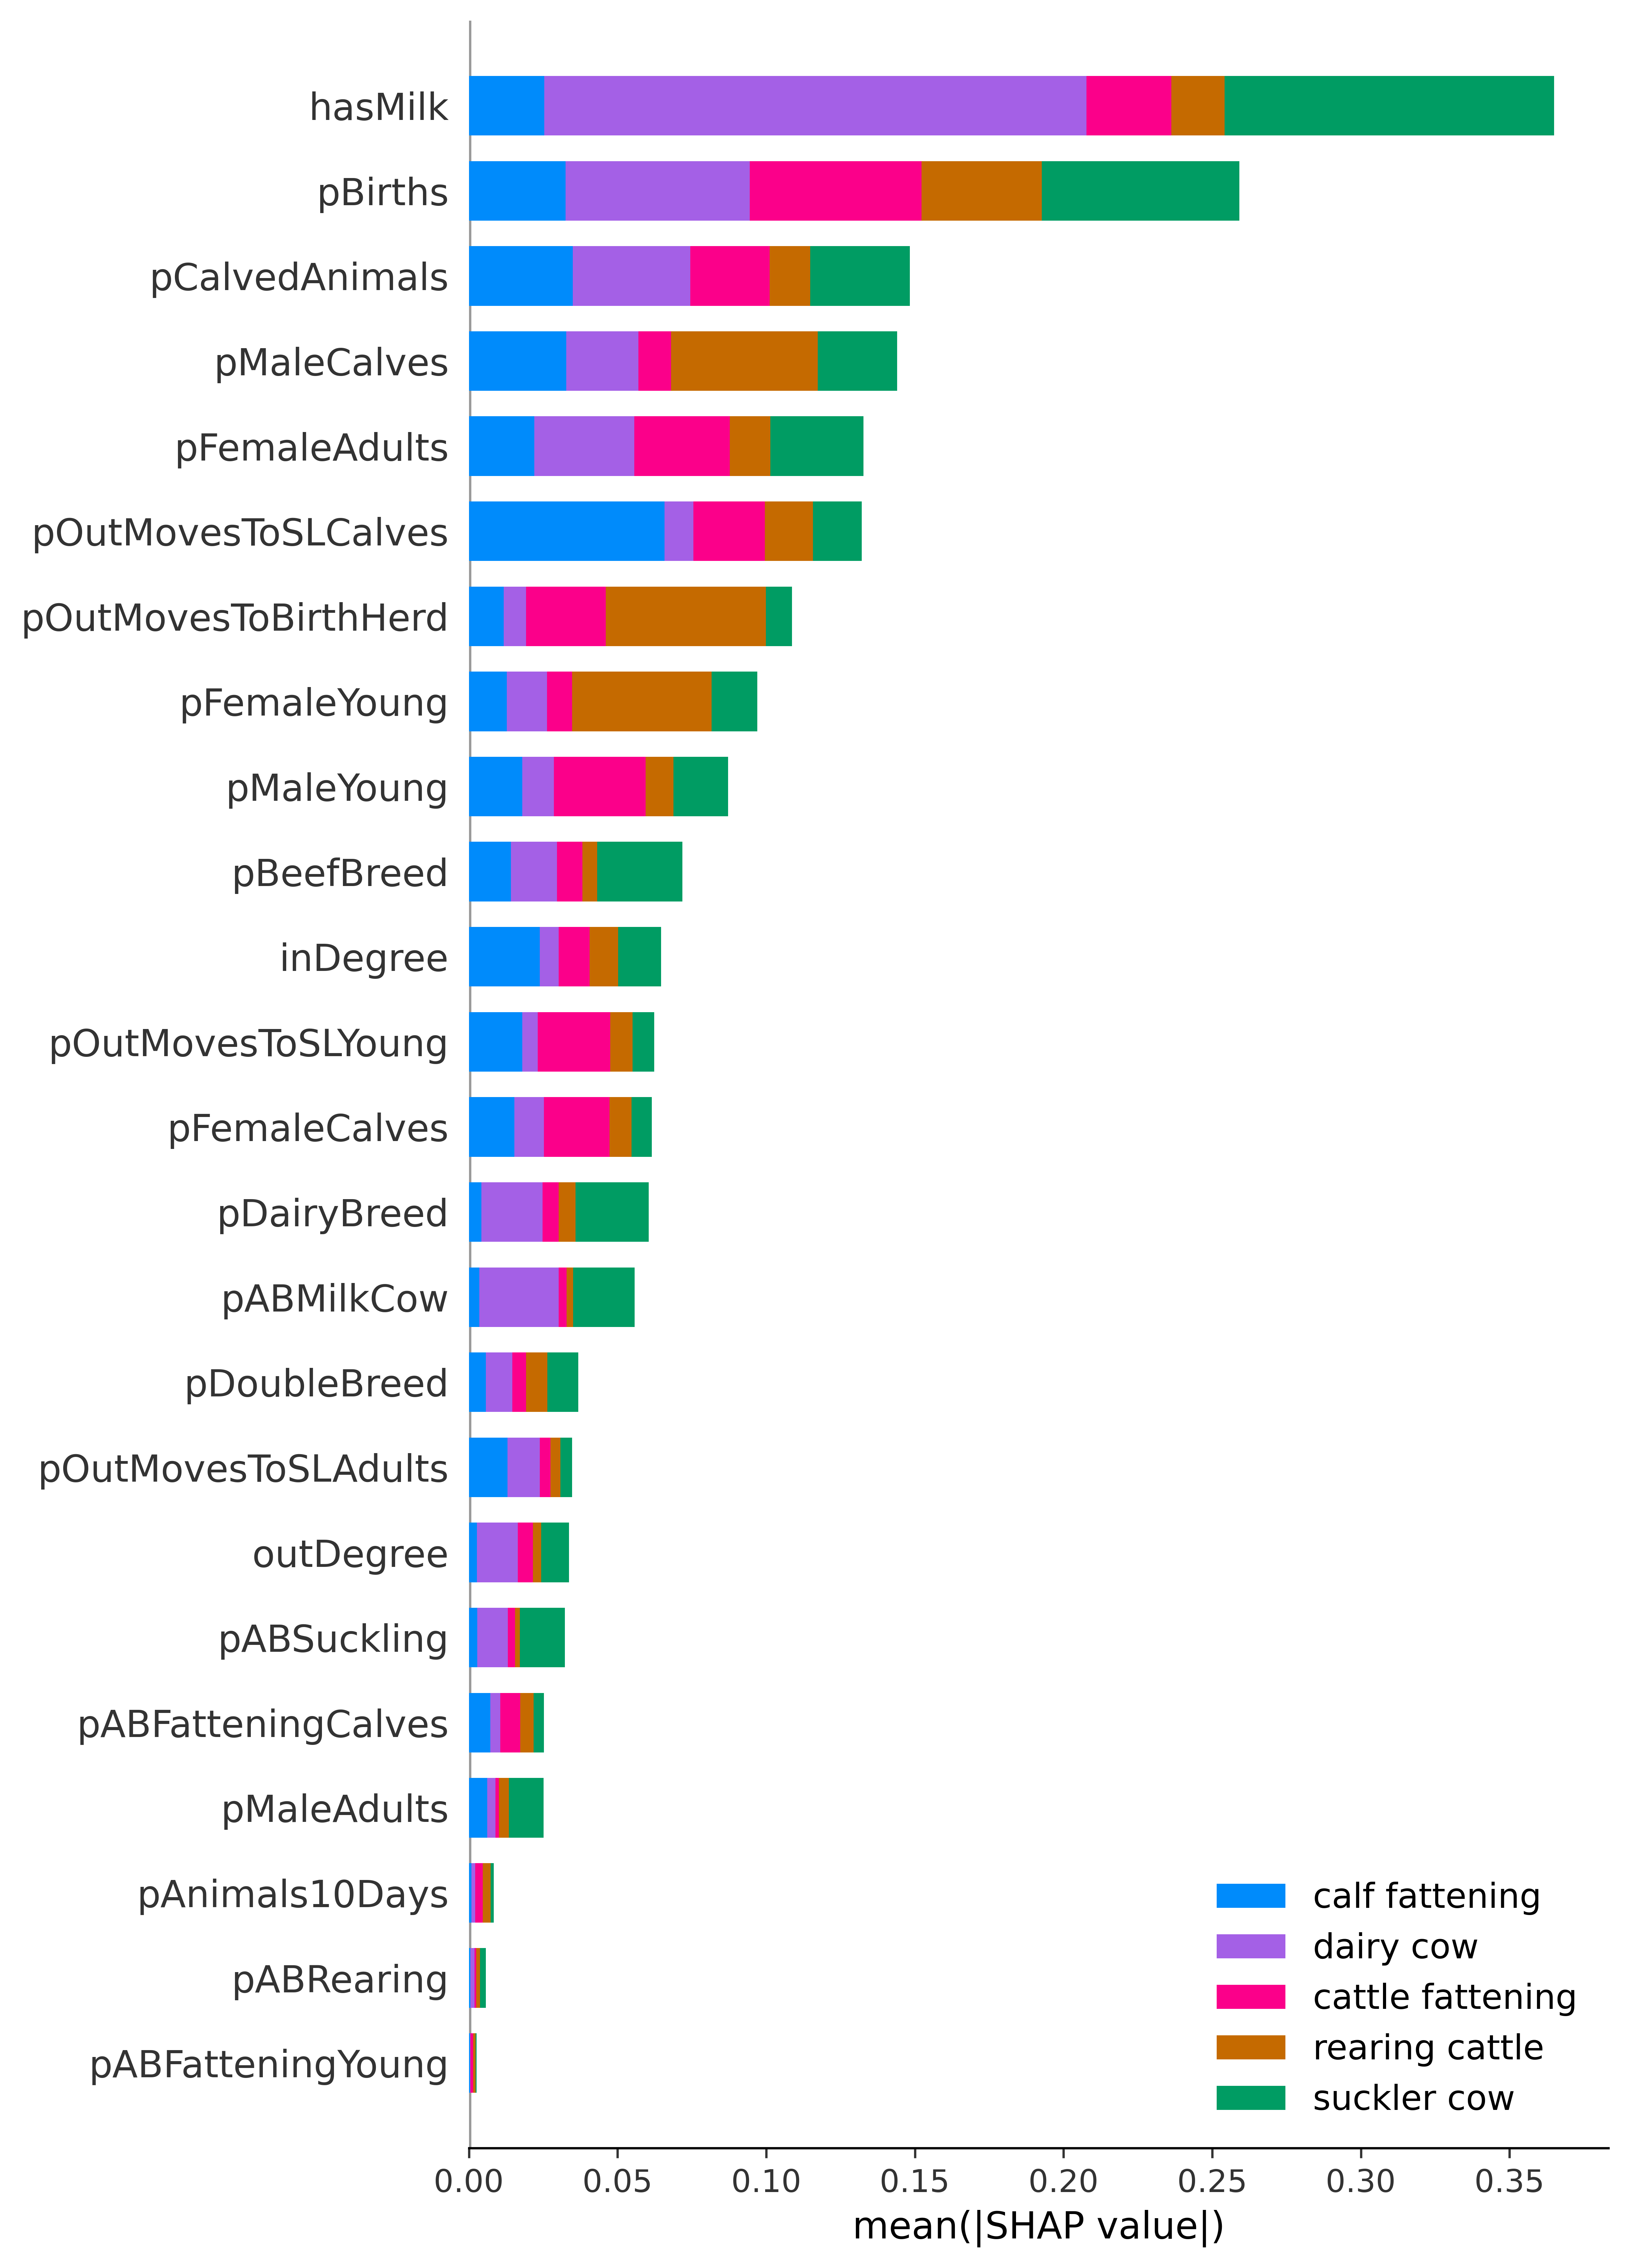 hasMilk
pBirths
pCalvedAnimals
pMaleCalves
pFemaleAdults
pOutMovesToSLCalves
pOutMovesToBirthHerd
pFemaleYoung
pMaleYoung
pBeefBreed
inDegree
pOutMovesToSLYoung
pFemaleCalves
pDairyBreed
pABMilkCow
pDoubleBreed
pOutMovesToSLAdults
outDegree
pABSuckling
pABFatteningCalves
pMaleAdults
pAnimals10Days
pABRearing
pABFatteningYoung
calf fattening
dairy cow
cattle fattening
rearing cattle
suckler cow
0.00 0.05 0.10 0.15 0.20 0.25 0.30 0.35
mean(|SHAP value|)